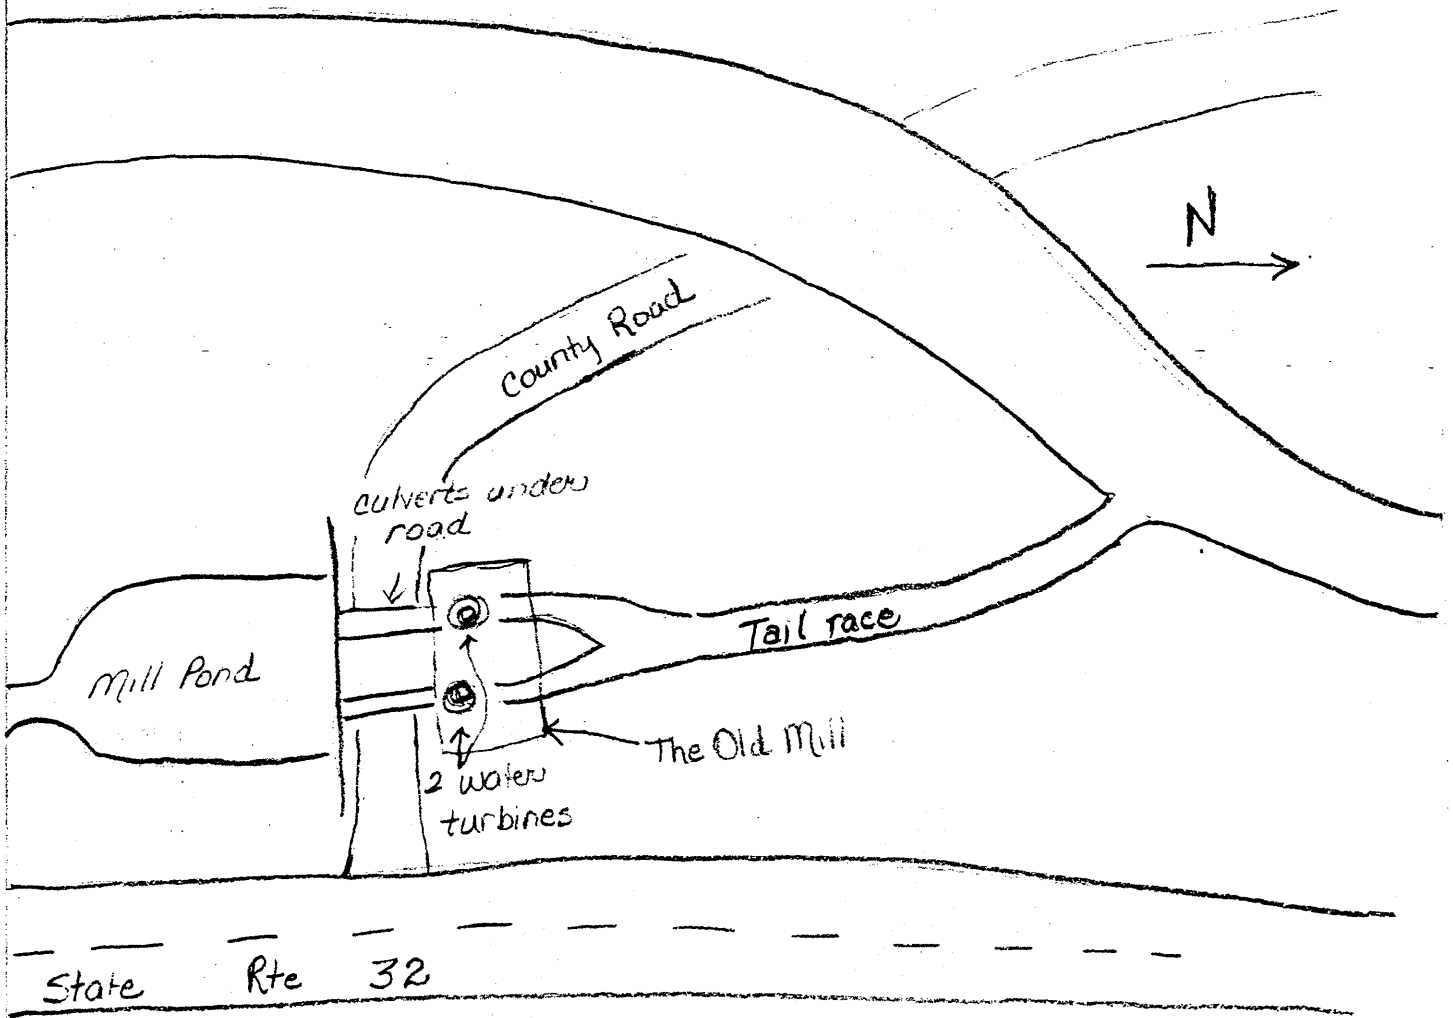 N
County Road
culverts under
road
Mill Pond
Tail race
The Old Mill
2 water
turbines
State Rte 32